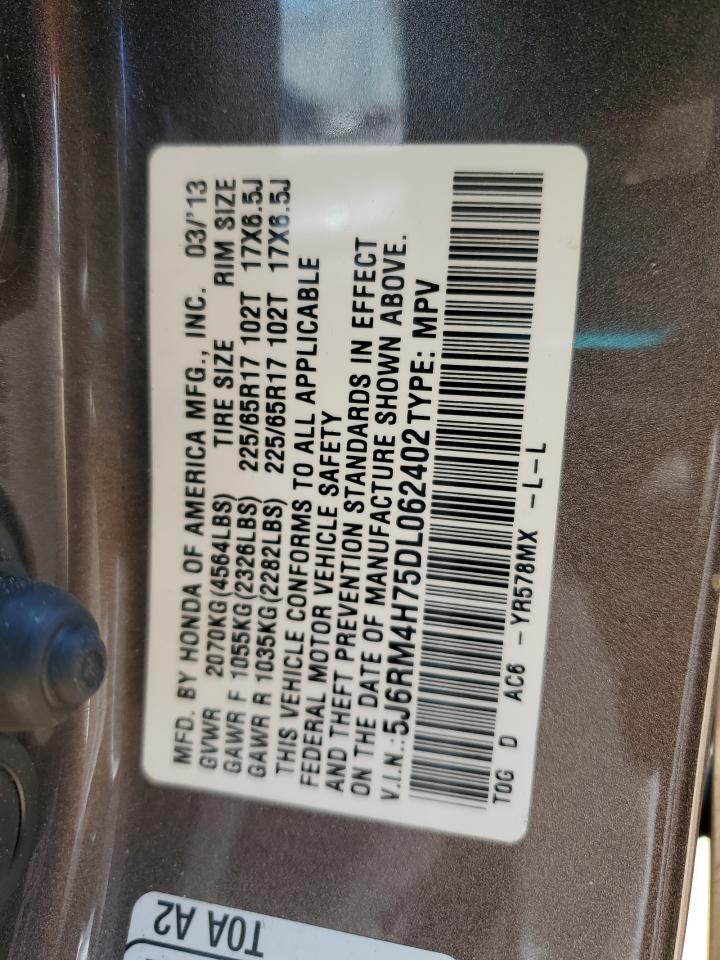 MFD. BY HONDA OF AMERICA MFG., INC. 03/'13
GVWR 2070KG(4564LBS) TIRE SIZE RIM SIZE
GAWR F 1055KG(2326LBS) 225/65R17 102T 17X6.5J
GAWR R 1035KG(2282LBS) 225/65R17 102T 17X6.5J
THIS VEHICLE CONFORMS TO ALL APPLICABLE
FEDERAL MOTOR VEHICLE SAFETY
AND THEFT PREVENTION STANDARDS IN EFFECT
ON THE DATE OF MANUFACTURE SHOWN ABOVE.
V.I.N.:5J6RM4H75DL062402 TYPE: MPV
T0G D AC6 -YR578MX -L-L
T0A A2